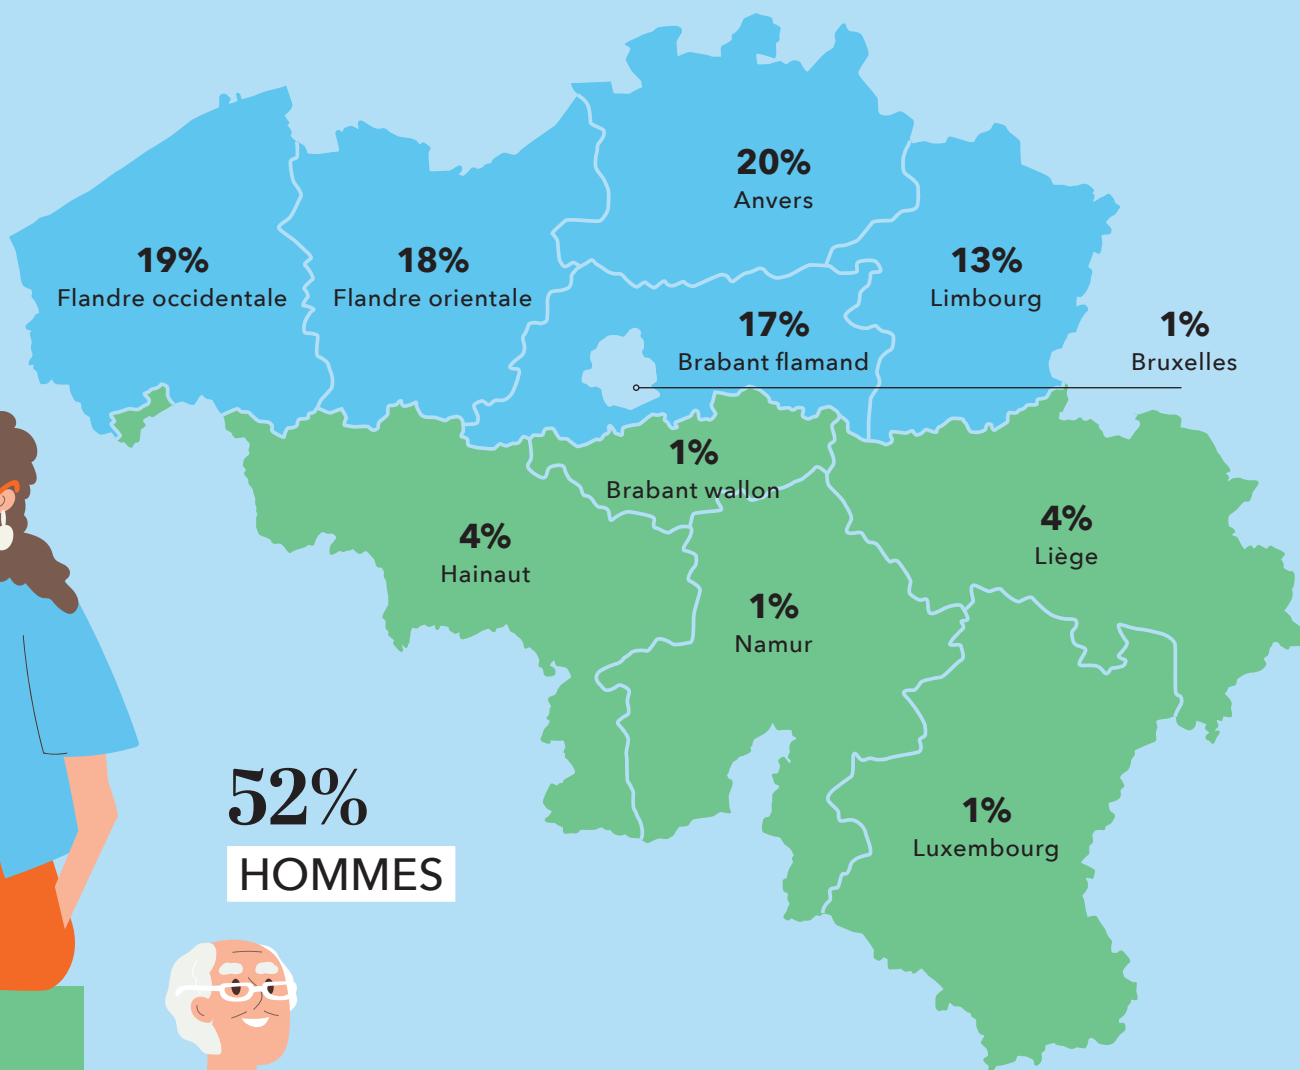 20%
Anvers
19%
Flandre occidentale
18%
Flandre orientale
13%
Limbourg
17%
Brabant flamand
1%
Bruxelles
1%
Brabant wallon
4%
Hainaut
4%
Liège
1%
Namur
52%
HOMMES
1%
Luxembourg